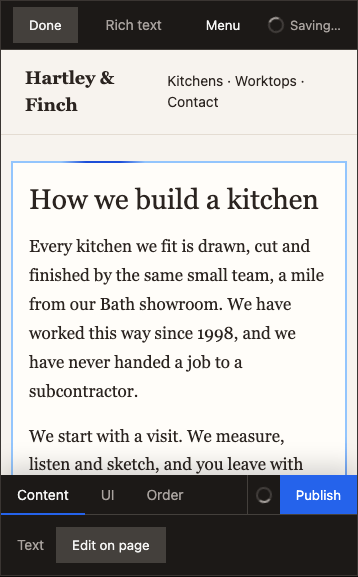 Done Rich text Menu Saving...
Hartley &
Finch
Kitchens · Worktops ·
Contact
How we build a kitchen
Every kitchen we fit is drawn, cut and
finished by the same small team, a mile
from our Bath showroom. We have
worked this way since 1998, and we
have never handed a job to a
subcontractor.
We start with a visit. We measure,
listen and sketch, and you leave with
Content UI Order Publish
Text Edit on page